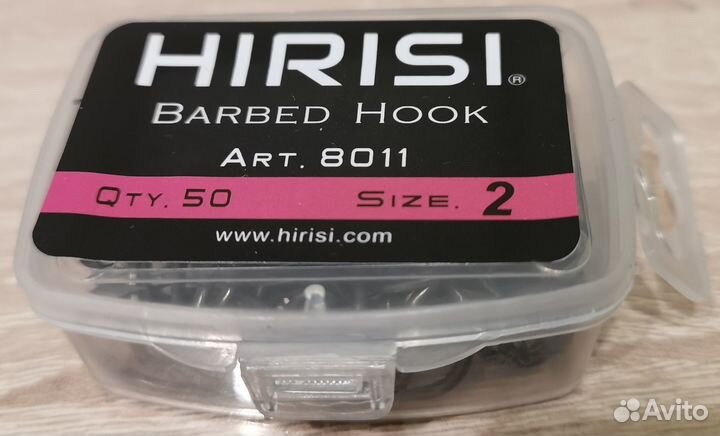 HIRISI®
BARBED HOOK
ART. 8011
QTY. 50 SIZE. 2
www.hirisi.com
Avito